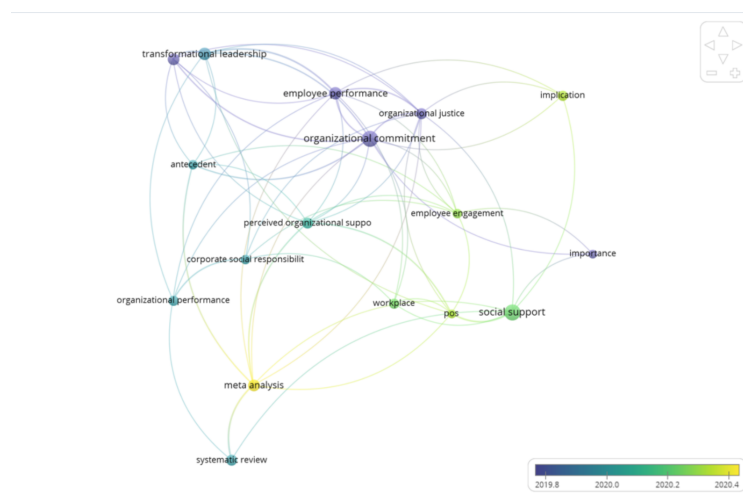 transformational leadership
employee performance
implication
organizational justice
organizational commitment
antecedent
employee engagement
perceived organizational suppo
importance
corporate social responsibilit
organizational performance
workplace
pos
social support
meta analysis
systematic review
2019.8 2020.0 2020.2 2020.4